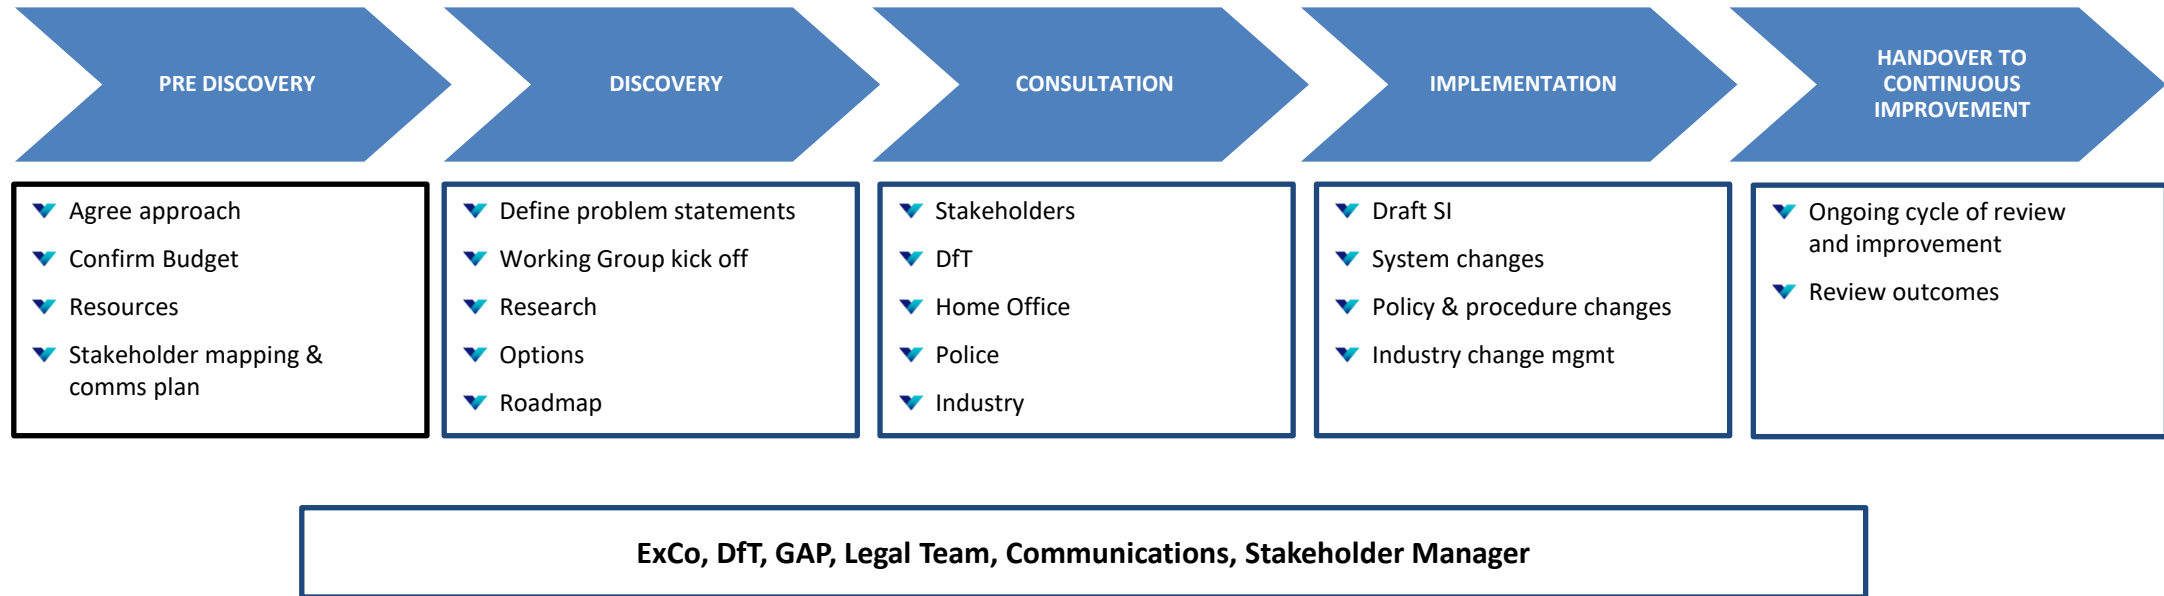 PRE DISCOVERY
DISCOVERY
CONSULTATION
IMPLEMENTATION
HANDOVER TO
CONTINUOUS
IMPROVEMENT
Agree approach
Confirm Budget
Resources
Stakeholder mapping &
comms plan
Define problem statements
Working Group kick off
Research
Options
Roadmap
Stakeholders
DfT
Home Office
Police
Industry
Draft SI
System changes
Policy & procedure changes
Industry change mgmt
Ongoing cycle of review
and improvement
Review outcomes
ExCo, DfT, GAP, Legal Team, Communications, Stakeholder Manager